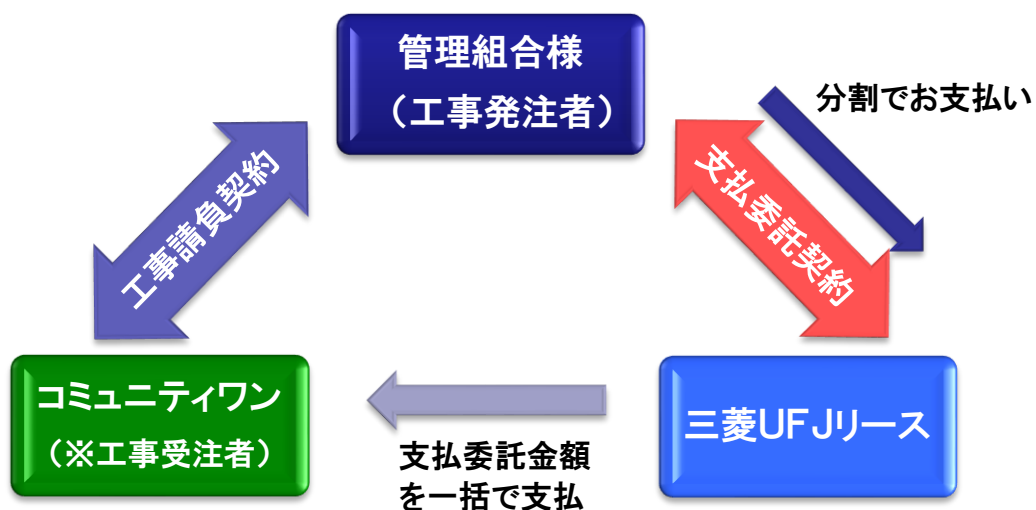 管理組合様
（工事発注者）
分割でお支払い
工事請負契約
支払委託契約
コミュニティワン
（※工事受注者）
支払委託金額
を一括で支払
三菱UFJリース